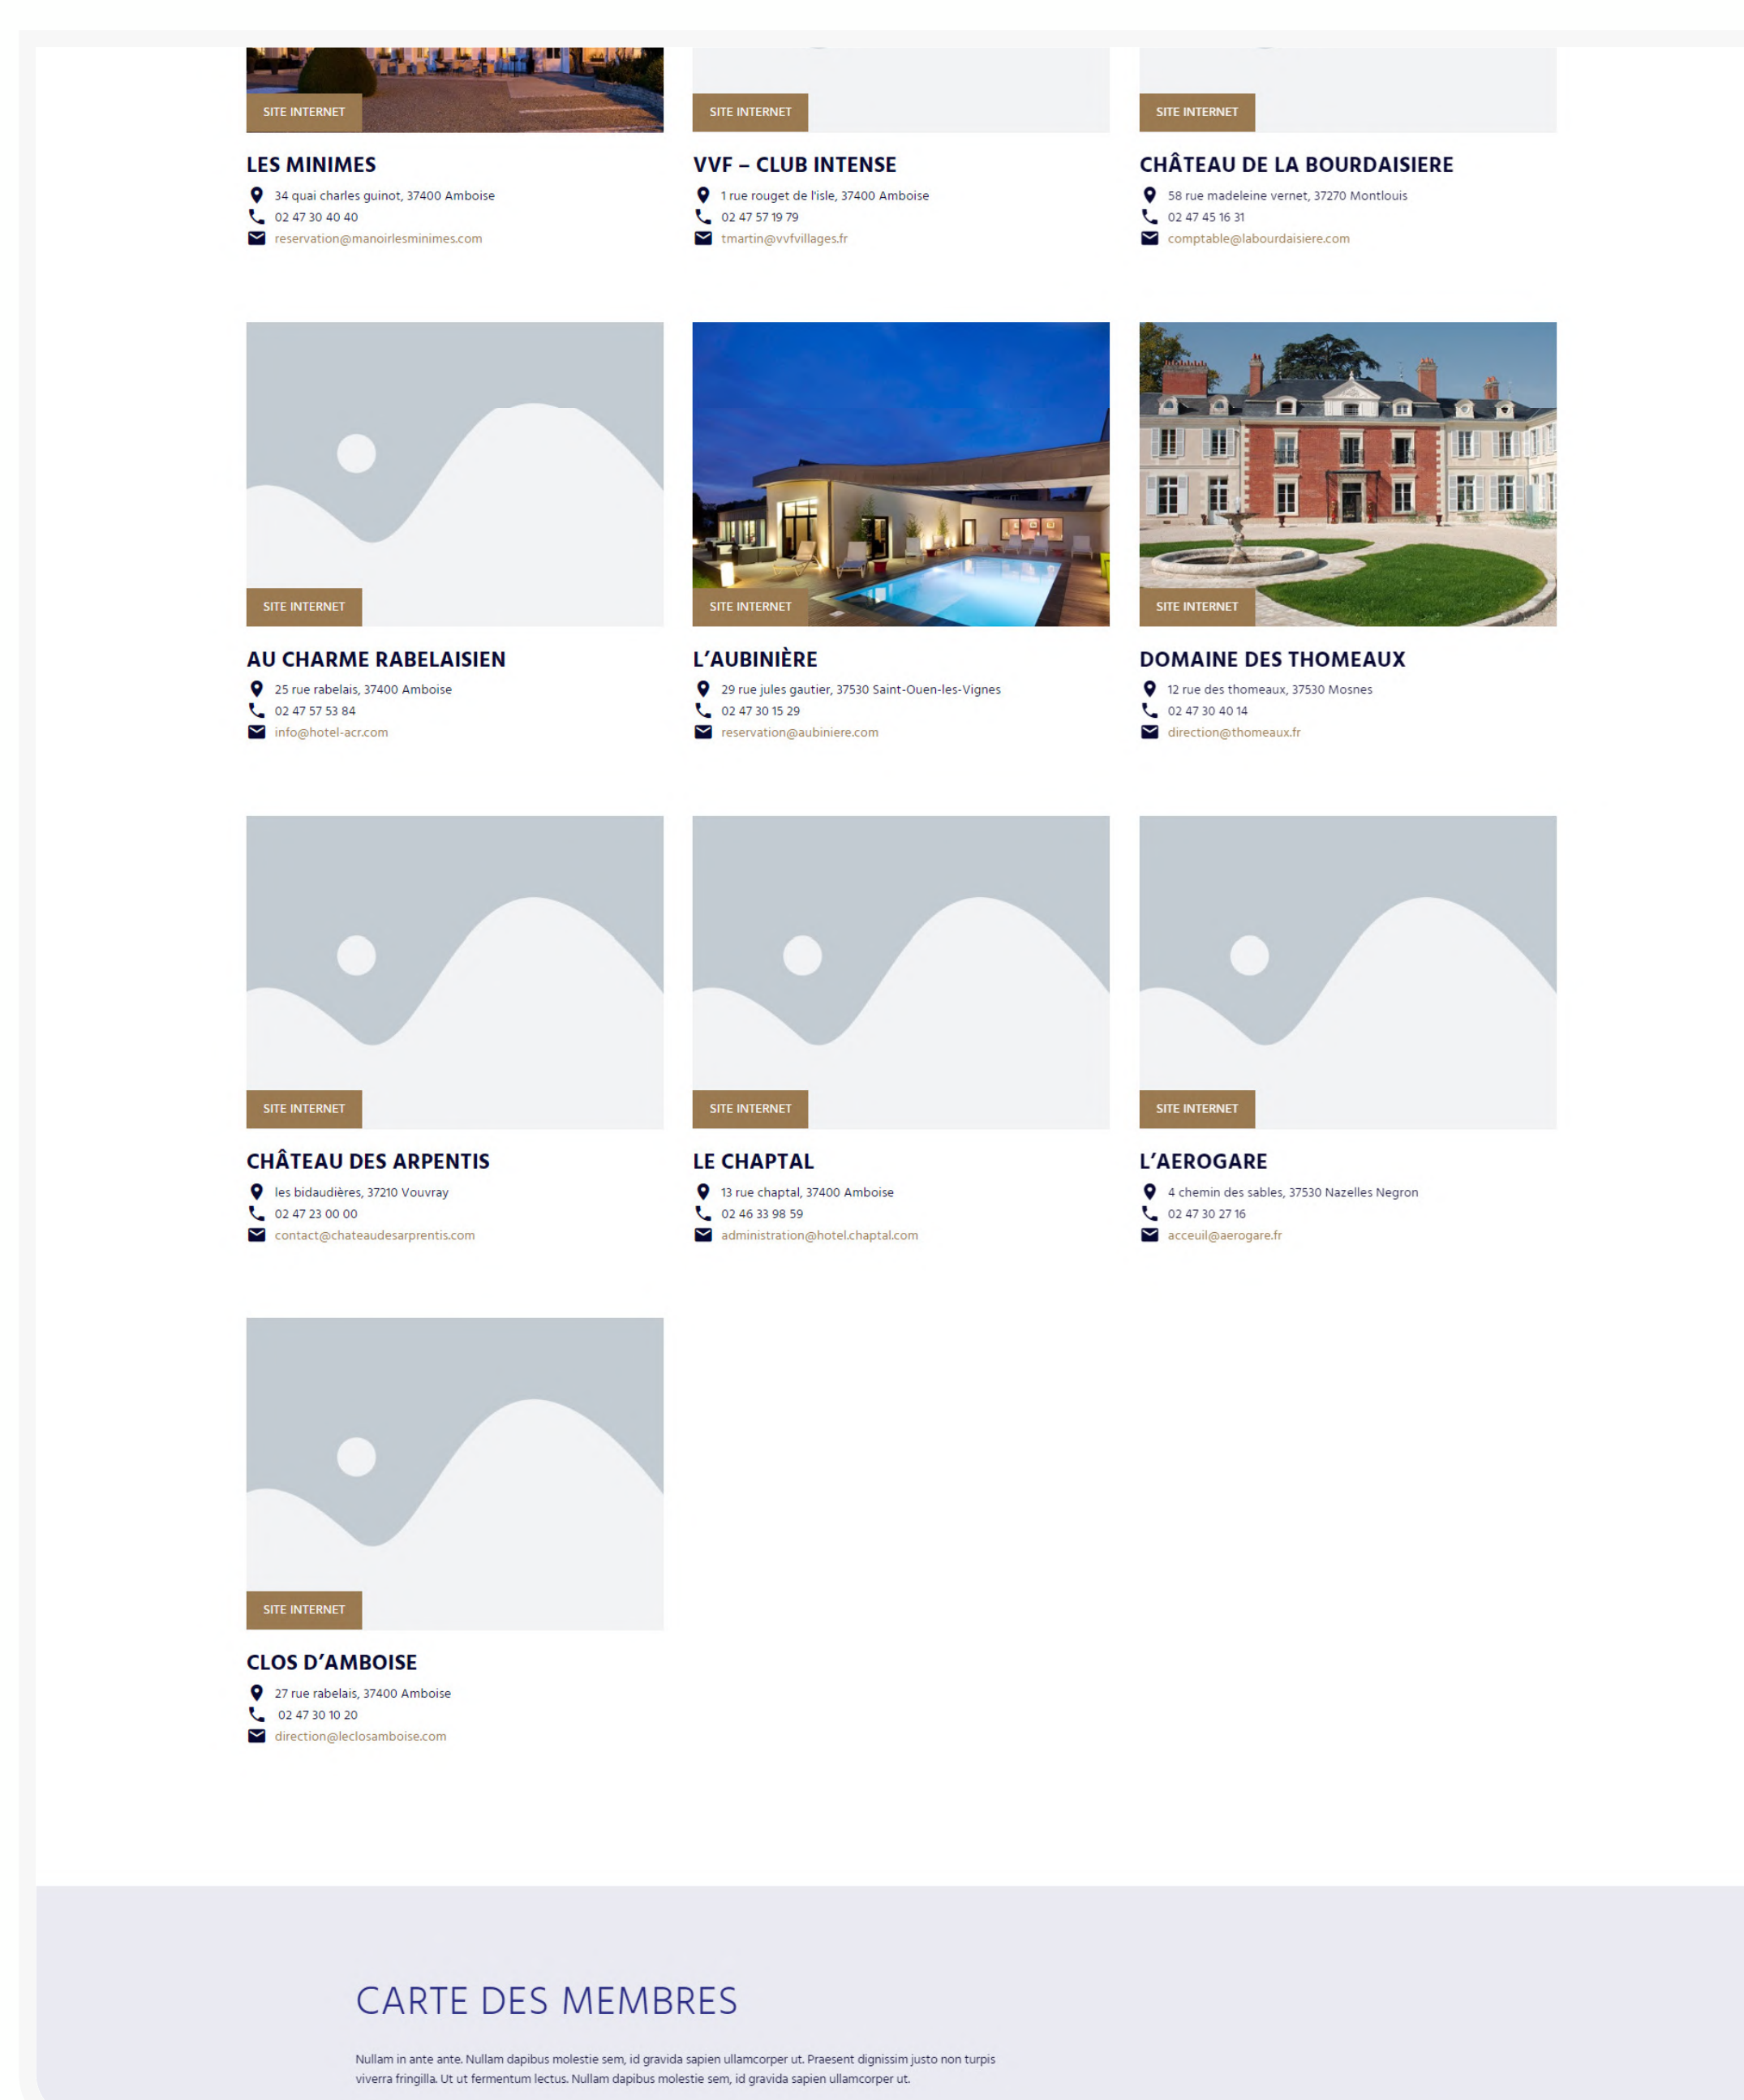 SITE INTERNET
SITE INTERNET
SITE INTERNET
LES MINIMES
34 quai charles guinot, 37400 Amboise
02 47 30 40 40
reservation@manoirlesminimes.com
VVF – CLUB INTENSE
1 rue rouget de l'isle, 37400 Amboise
02 47 57 19 79
tmartin@vvfvillages.fr
CHÂTEAU DE LA BOURDAISIERE
58 rue madeleine vernet, 37270 Montlouis
02 47 45 16 31
comptable@labourdaisiere.com
SITE INTERNET
SITE INTERNET
SITE INTERNET
AU CHARME RABELAISIEN
25 rue rabelais, 37400 Amboise
02 47 57 53 84
info@hotel-acr.com
L’AUBINIÈRE
29 rue jules gautier, 37530 Saint-Ouen-les-Vignes
02 47 30 15 29
reservation@aubiniere.com
DOMAINE DES THOMEAUX
12 rue des thomeaux, 37530 Mosnes
02 47 30 40 14
direction@thomeaux.fr
SITE INTERNET
SITE INTERNET
SITE INTERNET
CHÂTEAU DES ARPENTIS
les bidaudières, 37210 Vouvray
02 47 23 00 00
contact@chateaudesarprentis.com
LE CHAPTAL
13 rue chaptal, 37400 Amboise
02 46 33 98 59
administration@hotel.chaptal.com
L’AEROGARE
4 chemin des sables, 37530 Nazelles Negron
02 47 30 27 16
acceuil@aerogare.fr
SITE INTERNET
CLOS D’AMBOISE
27 rue rabelais, 37400 Amboise
02 47 30 10 20
direction@leclosamboise.com
CARTE DES MEMBRES
Nullam in ante ante. Nullam dapibus molestie sem, id gravida sapien ullamcorper ut. Praesent dignissim justo non turpis
viverra fringilla. Ut ut fermentum lectus. Nullam dapibus molestie sem, id gravida sapien ullamcorper ut.